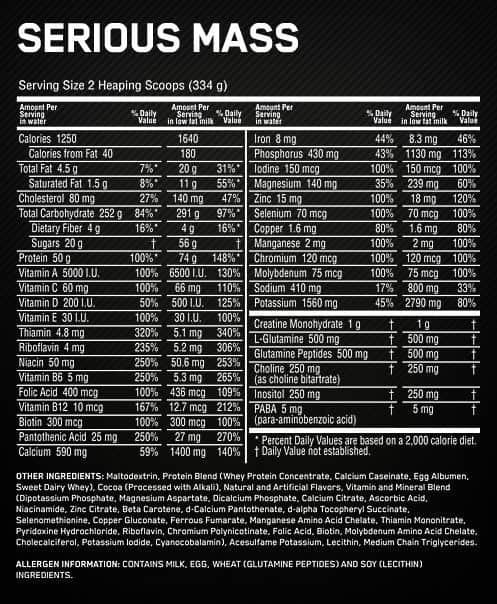 SERIOUS MASS
Serving Size 2 Heaping Scoops (334 g)
Amount Per Serving in water % Daily Value Amount Per Serving in low fat milk % Daily Value
Calories 1250 1640
Calories from Fat 40 180
Total Fat 4.5 g 7%* 20 g 31%*
Saturated Fat 1.5 g 8%* 11 g 55%*
Cholesterol 80 mg 27% 140 mg 47%
Total Carbohydrate 252 g 84%* 291 g 97%*
Dietary Fiber 4 g 16%* 4 g 16%*
Sugars 20 g † 56 g †
Protein 50 g 100%* 74 g 148%*
Vitamin A 5000 I.U. 100% 6500 I.U. 130%
Vitamin C 60 mg 100% 66 mg 110%
Vitamin D 200 I.U. 50% 500 I.U. 125%
Vitamin E 30 I.U. 100% 30 I.U. 100%
Thiamin 4.8 mg 320% 5.1 mg 340%
Riboflavin 4 mg 235% 5.2 mg 306%
Niacin 50 mg 250% 50.6 mg 253%
Vitamin B6 5 mg 250% 5.3 mg 265%
Folic Acid 400 mcg 100% 436 mcg 109%
Vitamin B12 10 mcg 167% 12.7 mcg 212%
Biotin 300 mcg 100% 300 mcg 100%
Pantothenic Acid 25 mg 250% 27 mg 270%
Calcium 590 mg 59% 1400 mg 140%
Amount Per Serving in water % Daily Value Amount Per Serving in low fat milk % Daily Value
Iron 8 mg 44% 8.3 mg 46%
Phosphorus 430 mg 43% 1130 mg 113%
Iodine 150 mcg 100% 150 mcg 100%
Magnesium 140 mg 35% 239 mg 60%
Zinc 15 mg 100% 18 mg 120%
Selenium 70 mcg 100% 70 mcg 100%
Copper 1.6 mg 80% 1.6 mg 80%
Manganese 2 mg 100% 2 mg 100%
Chromium 120 mcg 100% 120 mcg 100%
Molybdenum 75 mcg 100% 75 mcg 100%
Sodium 410 mg 17% 800 mg 33%
Potassium 1560 mg 45% 2790 mg 80%
Creatine Monohydrate 1 g † 1 g †
L-Glutamine 500 mg † 500 mg †
Glutamine Peptides 500 mg † 500 mg †
Choline 250 mg † 250 mg †
(as choline bitartrate)
Inositol 250 mg † 250 mg †
PABA 5 mg † 5 mg †
(para-aminobenzoic acid)
* Percent Daily Values are based on a 2,000 calorie diet.
† Daily Value not established.
OTHER INGREDIENTS: Maltodextrin, Protein Blend (Whey Protein Concentrate, Calcium Caseinate, Egg Albumen,
Sweet Dairy Whey), Cocoa (Processed with Alkali), Natural and Artificial Flavors, Vitamin and Mineral Blend
(Dipotassium Phosphate, Magnesium Aspartate, Dicalcium Phosphate, Calcium Citrate, Ascorbic Acid,
Niacinamide, Zinc Citrate, Beta Carotene, d-Calcium Pantothenate, d-alpha Tocopheryl Succinate,
Selenomethionine, Copper Gluconate, Ferrous Fumarate, Manganese Amino Acid Chelate, Thiamin Mononitrate,
Pyridoxine Hydrochloride, Riboflavin, Chromium Polynicotinate, Folic Acid, Biotin, Molybdenum Amino Acid Chelate,
Cholecalciferol, Potassium Iodide, Cyanocobalamin), Acesulfame Potassium, Lecithin, Medium Chain Triglycerides.
ALLERGEN INFORMATION: CONTAINS MILK, EGG, WHEAT (GLUTAMINE PEPTIDES) AND SOY (LECITHIN)
INGREDIENTS.